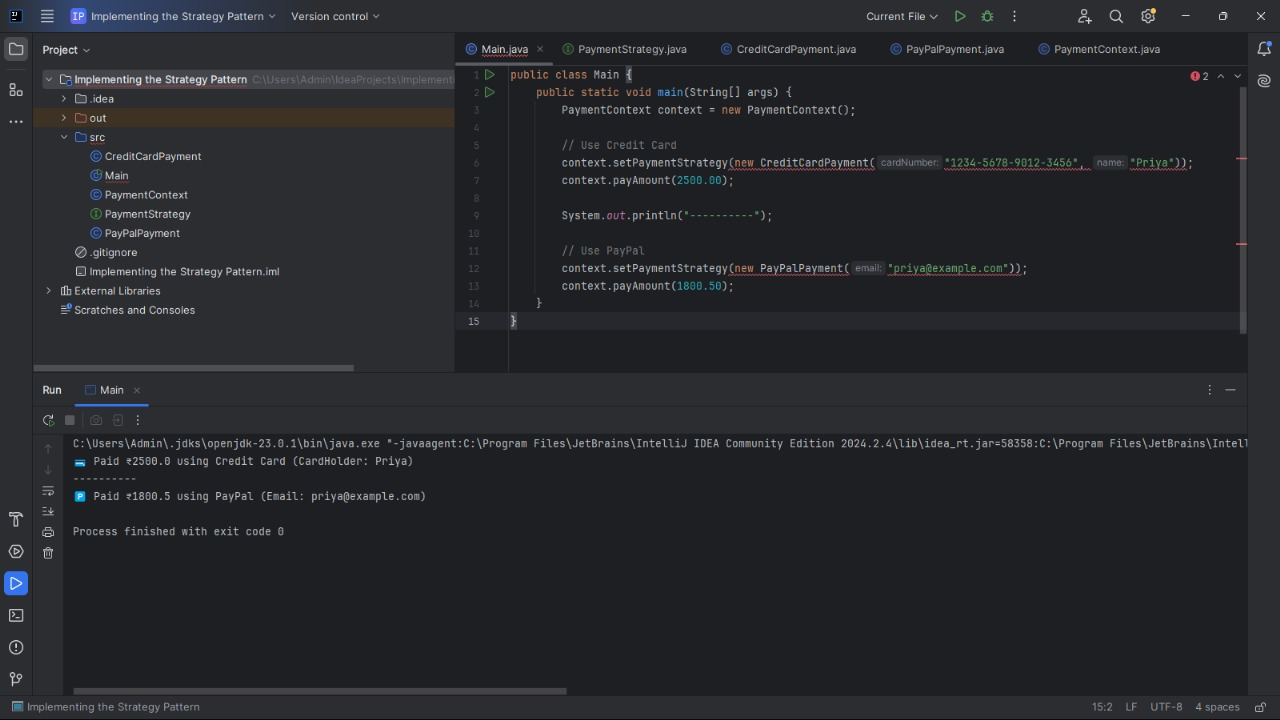 IP Implementing the Strategy Pattern Version control Current File
Project
Main.java PaymentStrategy.java CreditCardPayment.java PayPalPayment.java PaymentContext.java
Implementing the Strategy Pattern C:\Users\Admin\IdeaProjects\Implement
.idea
out
src
CreditCardPayment
Main
PaymentContext
PaymentStrategy
PayPalPayment
.gitignore
Implementing the Strategy Pattern.iml
External Libraries
Scratches and Consoles
2
1 public class Main {
2 public static void main(String[] args) {
3 PaymentContext context = new PaymentContext();
4
5 // Use Credit Card
6 context.setPaymentStrategy(new CreditCardPayment( cardNumber: "1234-5678-9012-3456", name: "Priya"));
7 context.payAmount(2500.00);
8
9 System.out.println("----------");
10
11 // Use PayPal
12 context.setPaymentStrategy(new PayPalPayment( email: "priya@example.com"));
13 context.payAmount(1800.50);
14 }
15 }
Run Main
C:\Users\Admin\.jdks\openjdk-23.0.1\bin\java.exe "-javaagent:C:\Program Files\JetBrains\IntelliJ IDEA Community Edition 2024.2.4\lib\idea_rt.jar=58358:C:\Program Files\JetBrains\Intell
💳 Paid ₹2500.0 using Credit Card (CardHolder: Priya)
----------
🅿 Paid ₹1800.5 using PayPal (Email: priya@example.com)
Process finished with exit code 0
Implementing the Strategy Pattern 15:2 LF UTF-8 4 spaces